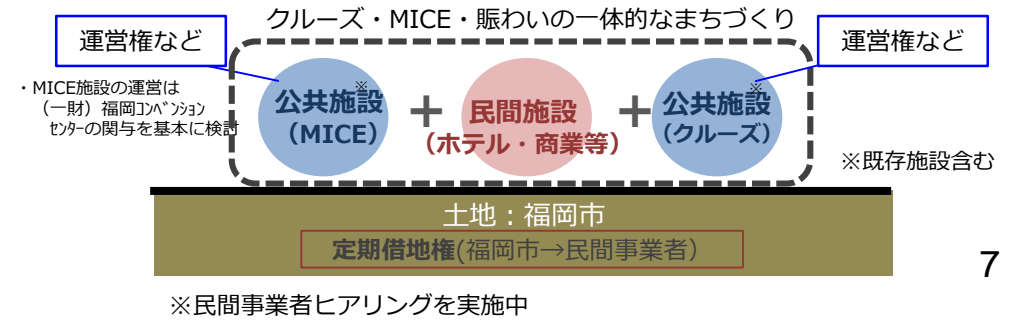 クルーズ・MICE・賑わいの一体的なまちづくり
運営権など
運営権など
・MICE施設の運営は
(一財)福岡ｺﾝﾍﾞﾝｼｮﾝ
ｾﾝﾀｰの関与を基本に検討
※
公共施設
(MICE)
+
民間施設
(ホテル・商業等)
+
※
公共施設
(クルーズ)
※既存施設含む
土地：福岡市
定期借地権(福岡市→民間事業者)
7
※民間事業者ヒアリングを実施中